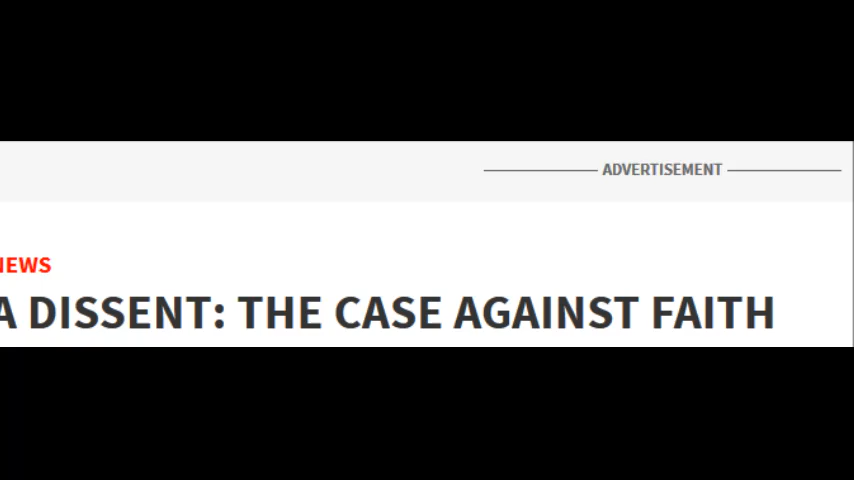 ADVERTISEMENT
NEWS
A DISSENT: THE CASE AGAINST FAITH